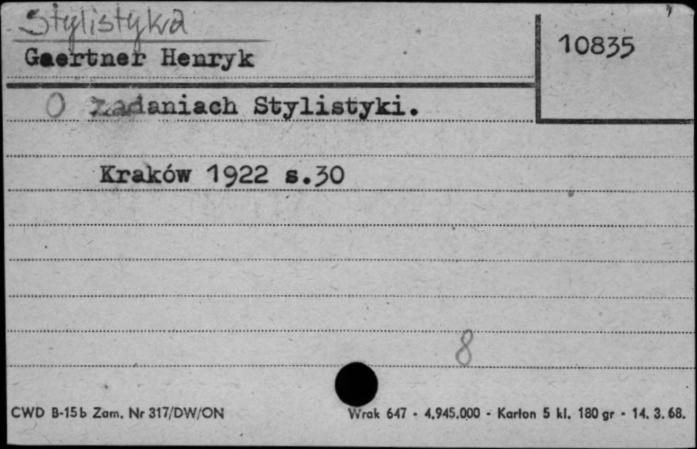 Stylistyka
Gaertner Henryk
10835
O zadaniach Stylistyki.
Kraków 1922 s.30
8
CWD B-15b Zam. Nr 317/DW/ON
Wrak 647 - 4,945.000 - Karton 5 kl. 180 gr - 14. 3. 68.